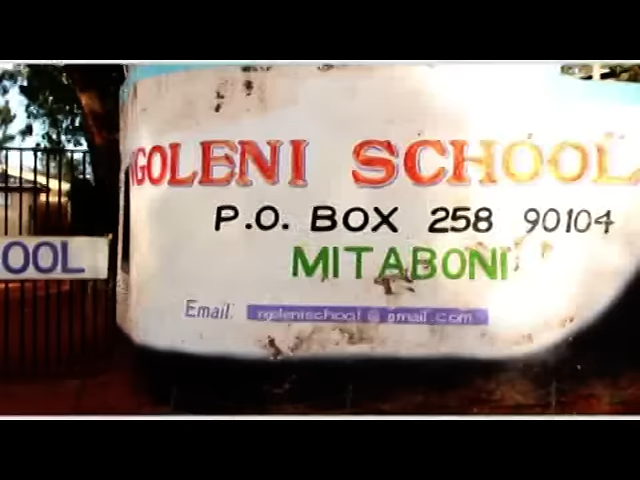 NGOLENI SCHOOL
P.O. BOX 258 90104
MITABONI
Email: ngolenischool @ gmail.com
OOL